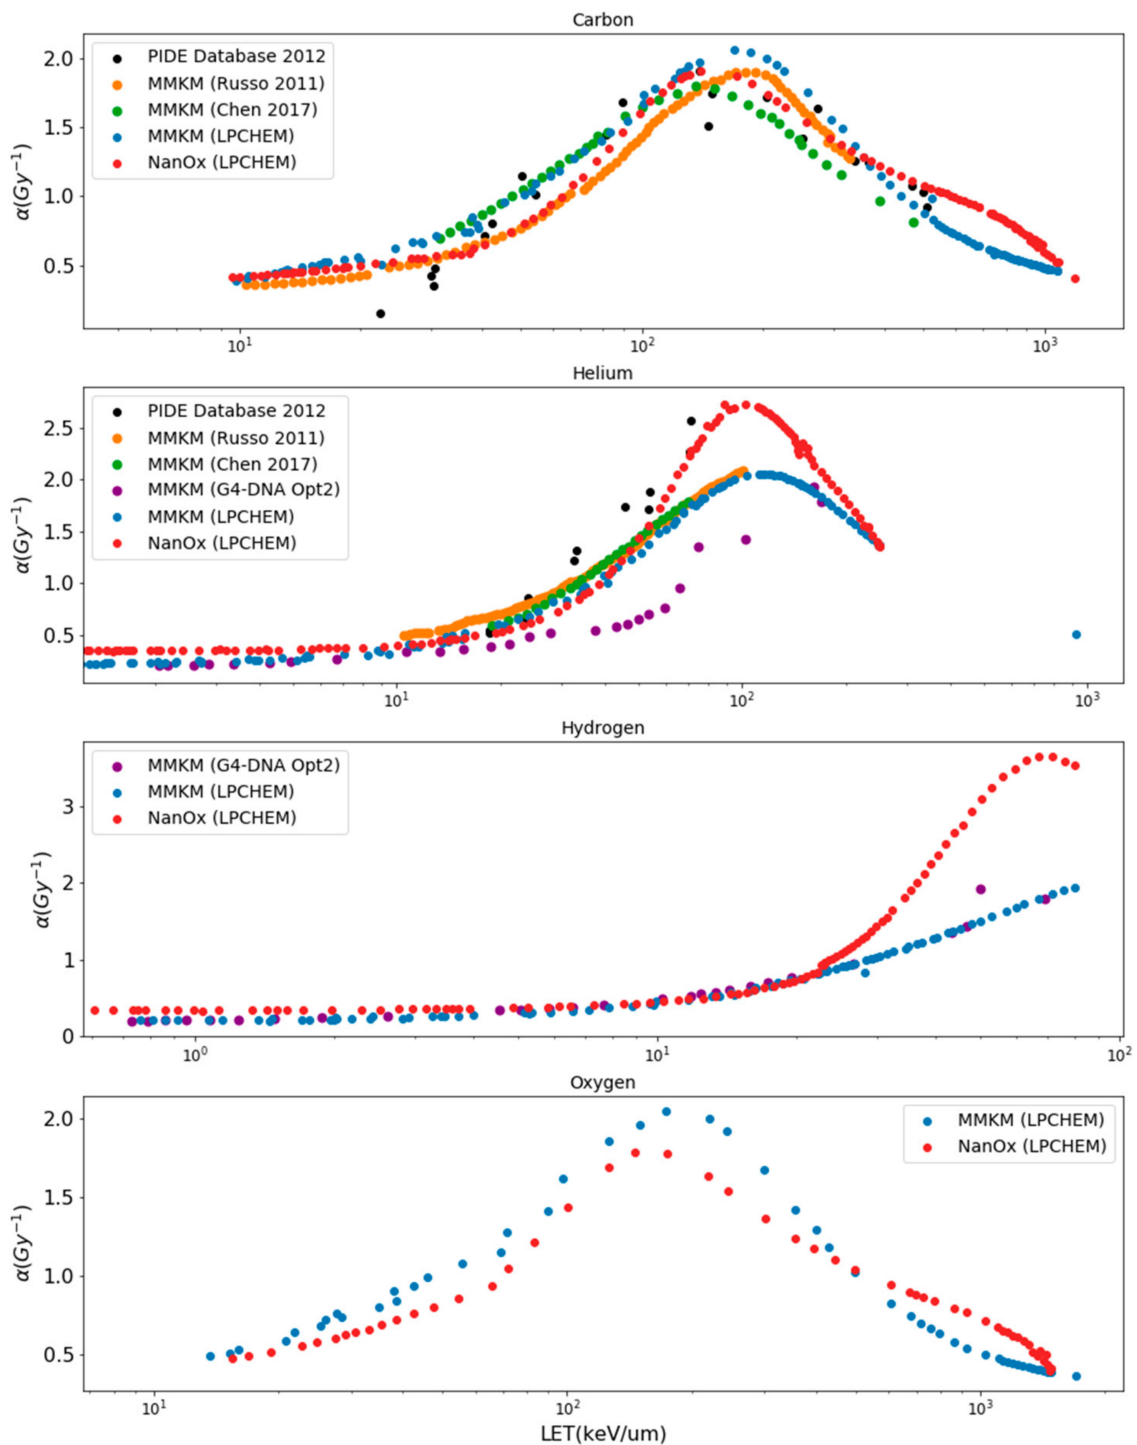 Carbon
α(Gy⁻¹)
2.0
1.5
1.0
0.5
PIDE Database 2012
MMKM (Russo 2011)
MMKM (Chen 2017)
MMKM (LPCHEM)
NanOx (LPCHEM)
10¹ 10² 10³
Helium
α(Gy⁻¹)
2.5
2.0
1.5
1.0
0.5
PIDE Database 2012
MMKM (Russo 2011)
MMKM (Chen 2017)
MMKM (G4-DNA Opt2)
MMKM (LPCHEM)
NanOx (LPCHEM)
10¹ 10² 10³
Hydrogen
α(Gy⁻¹)
3
2
1
0
MMKM (G4-DNA Opt2)
MMKM (LPCHEM)
NanOx (LPCHEM)
10⁰ 10¹ 10²
Oxygen
α(Gy⁻¹)
2.0
1.5
1.0
0.5
MMKM (LPCHEM)
NanOx (LPCHEM)
10¹ 10² 10³
LET(keV/um)